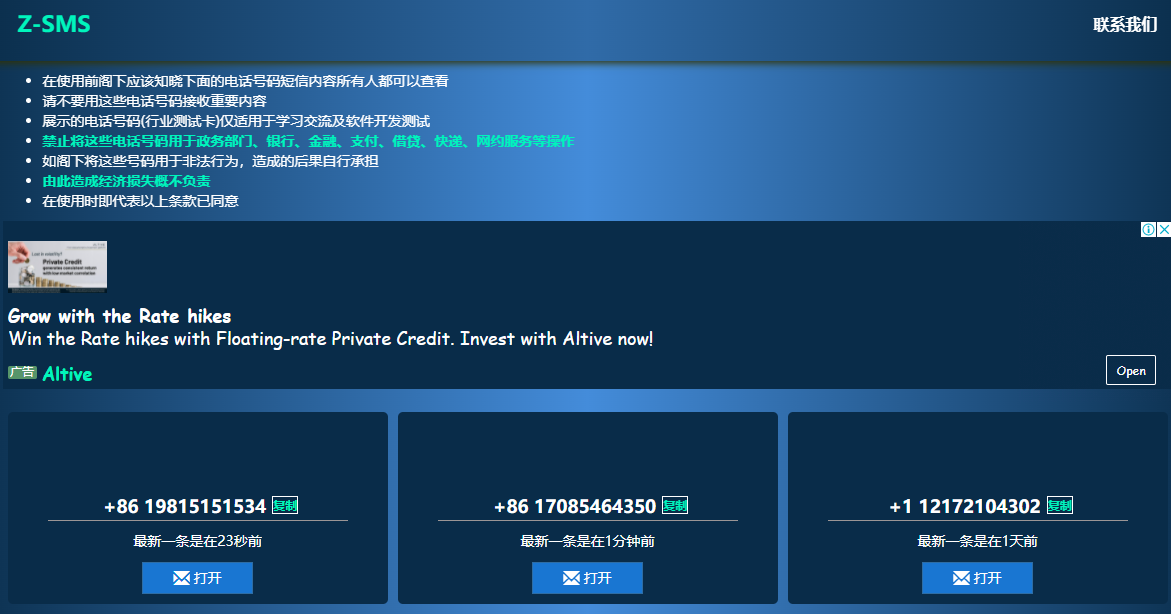 Z-SMS
联系我们
在使用前阁下应该知晓下面的电话号码短信内容所有人都可以查看
请不要用这些电话号码接收重要内容
展示的电话号码(行业测试卡)仅适用于学习交流及软件开发测试
禁止将这些电话号码用于政务部门、银行、金融、支付、借贷、快递、网约服务等操作
如阁下将这些号码用于非法行为，造成的后果自行承担
由此造成经济损失概不负责
在使用时即代表以上条款已同意
Private Credit
Grow with the Rate hikes
Win the Rate hikes with Floating-rate Private Credit. Invest with Altive now!
广告 Altive
Open
+86 19815151534 复制
最新一条是在23秒前
打开
+86 17085464350 复制
最新一条是在1分钟前
打开
+1 12172104302 复制
最新一条是在1天前
打开